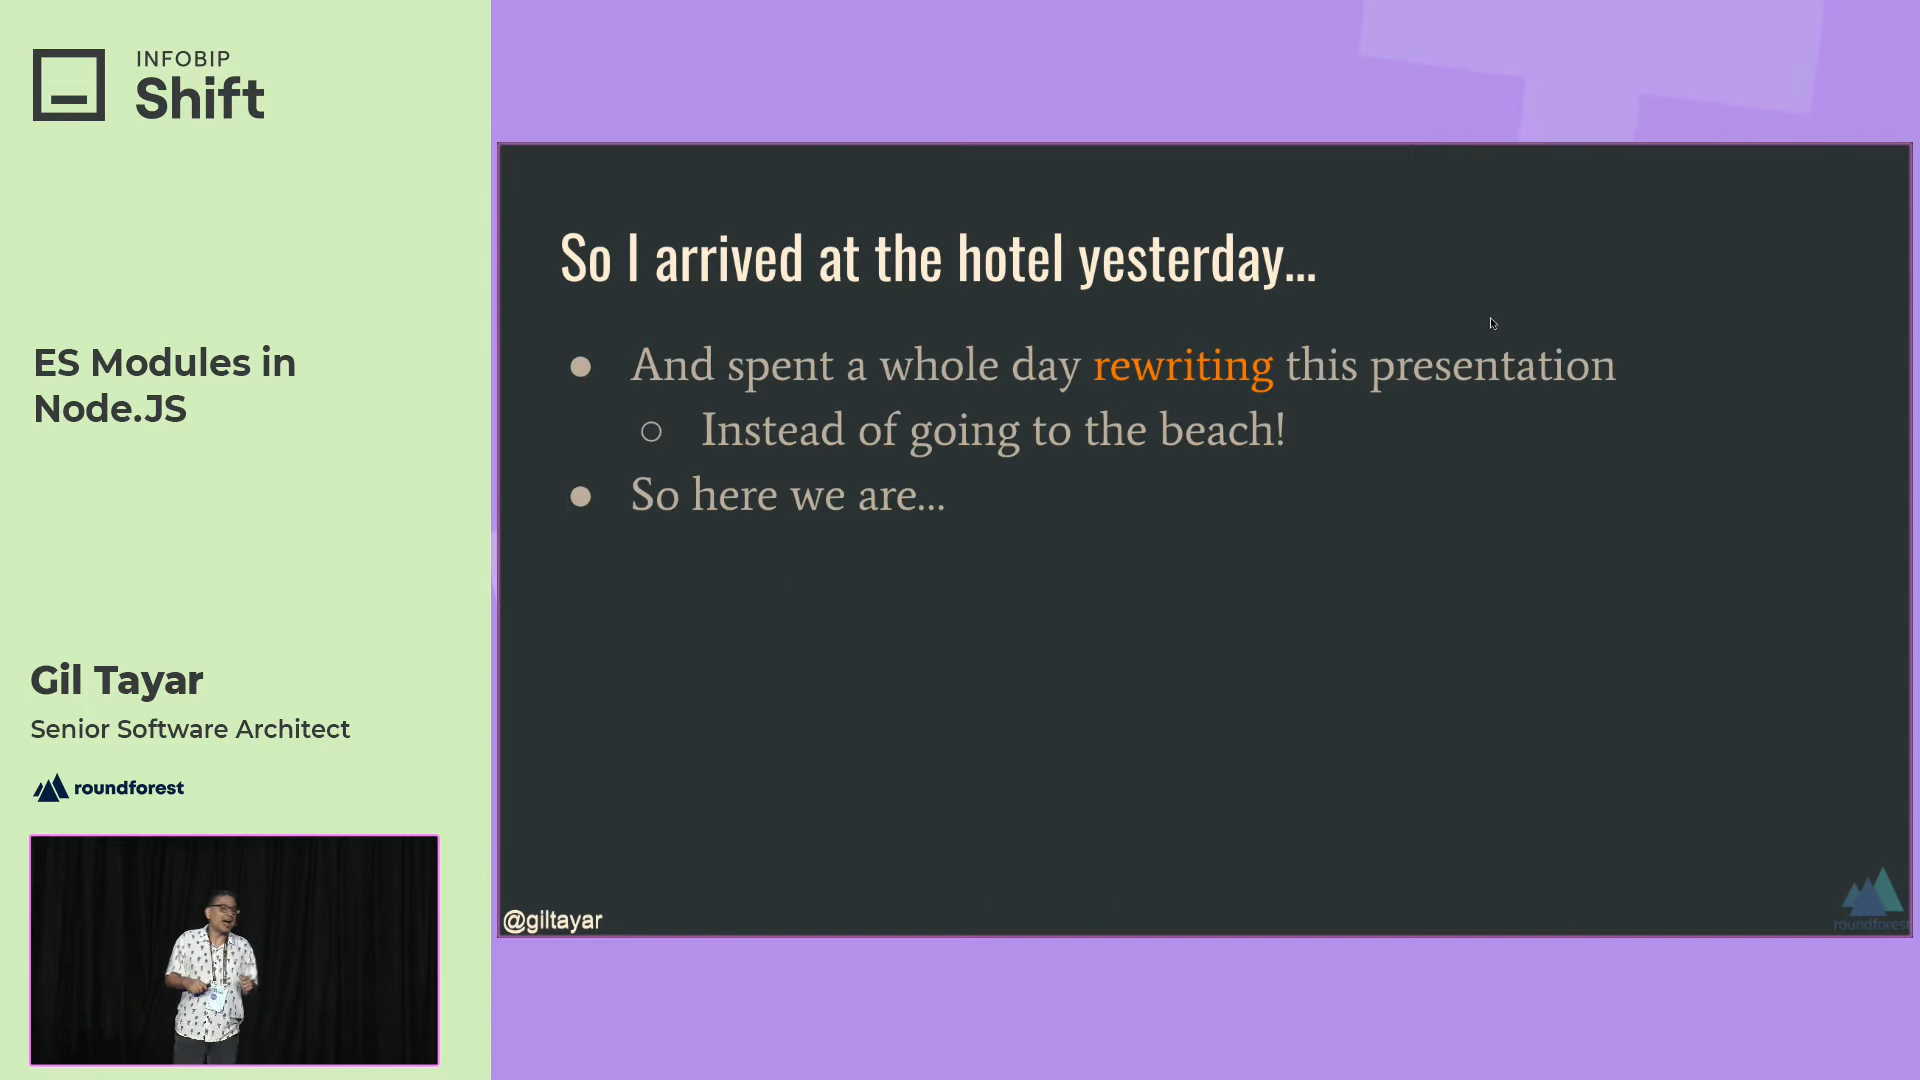 INFOBIP
Shift
ES Modules in
Node.JS
Gil Tayar
Senior Software Architect
roundforest
So I arrived at the hotel yesterday...
● And spent a whole day rewriting this presentation
○ Instead of going to the beach!
● So here we are...
@giltayar
roundforest